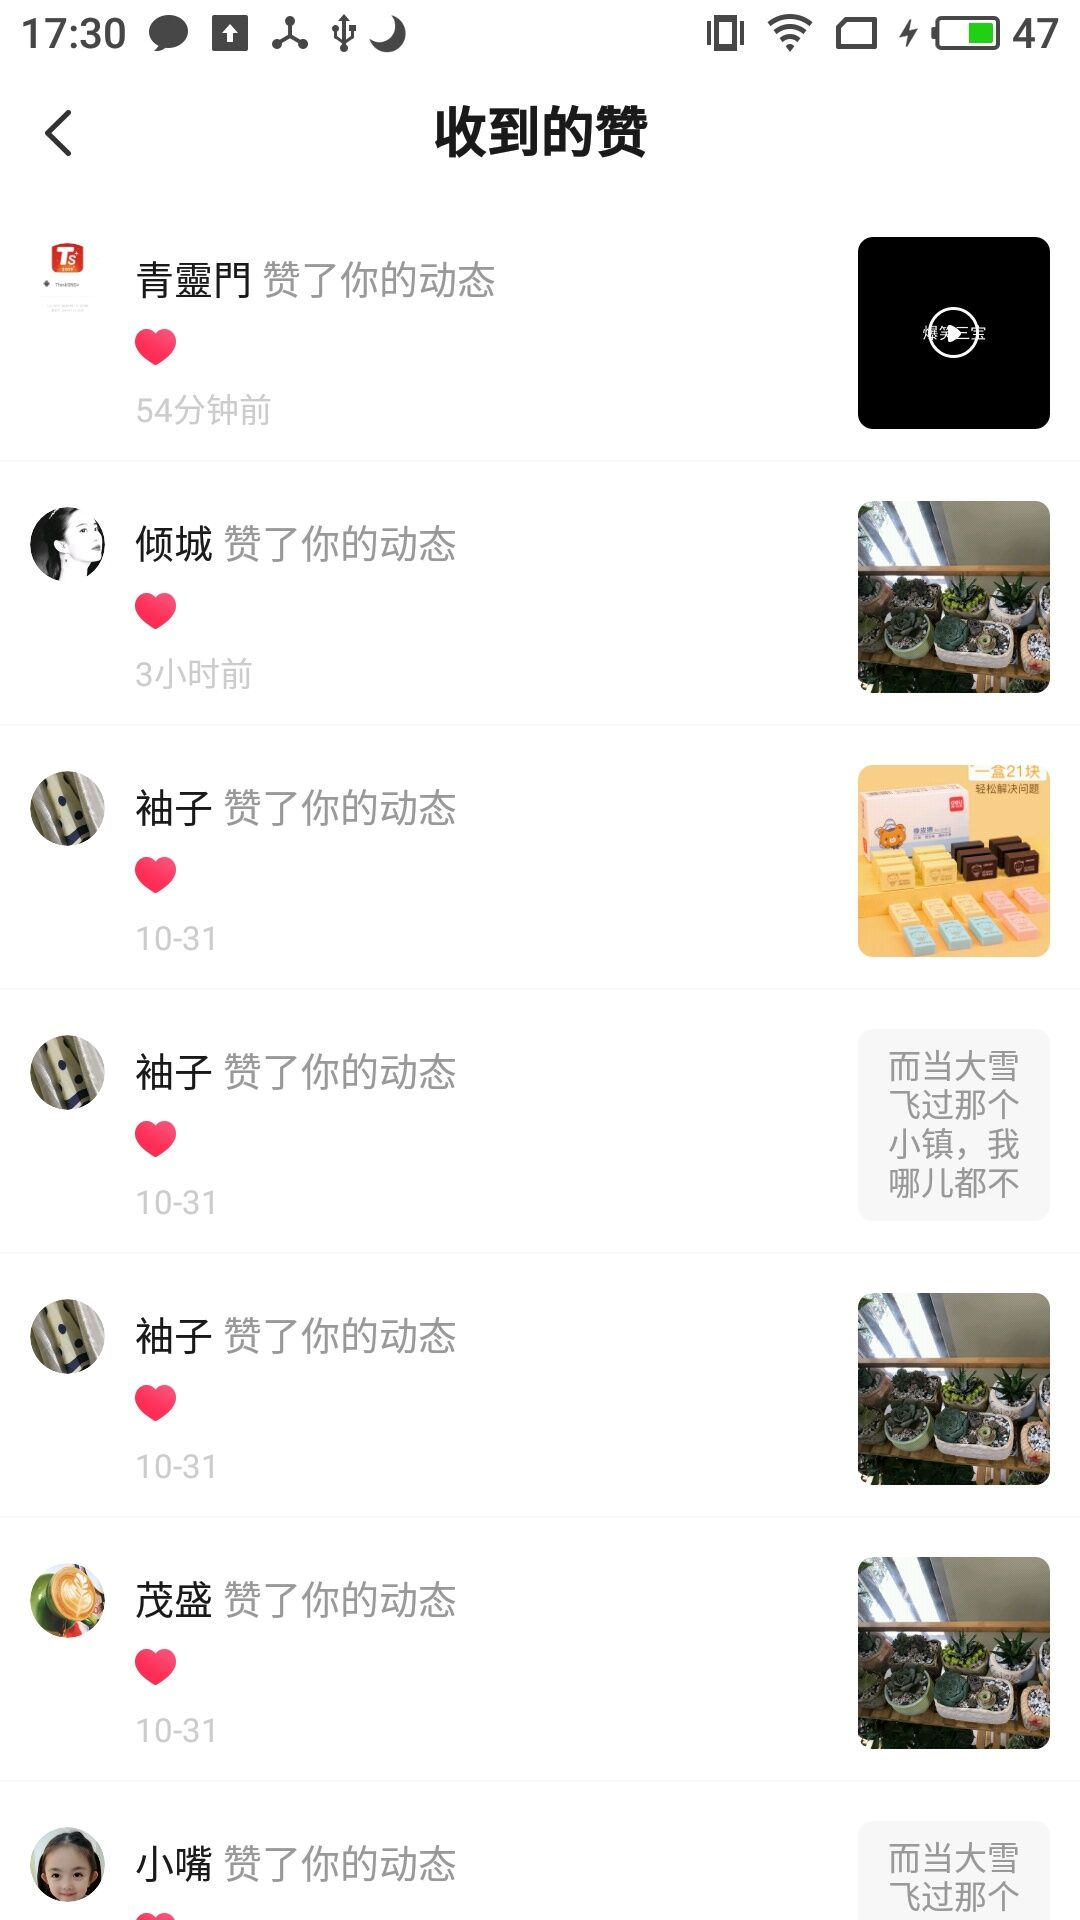 17:30
47
收到的赞
青靈門 赞了你的动态
爆笑三宝
54分钟前
倾城 赞了你的动态
3小时前
袖子 赞了你的动态
一盒21块
轻松解决问题
10-31
袖子 赞了你的动态
而当大雪
飞过那个
小镇，我
哪儿都不
10-31
袖子 赞了你的动态
10-31
茂盛 赞了你的动态
10-31
小嘴 赞了你的动态
而当大雪
飞过那个